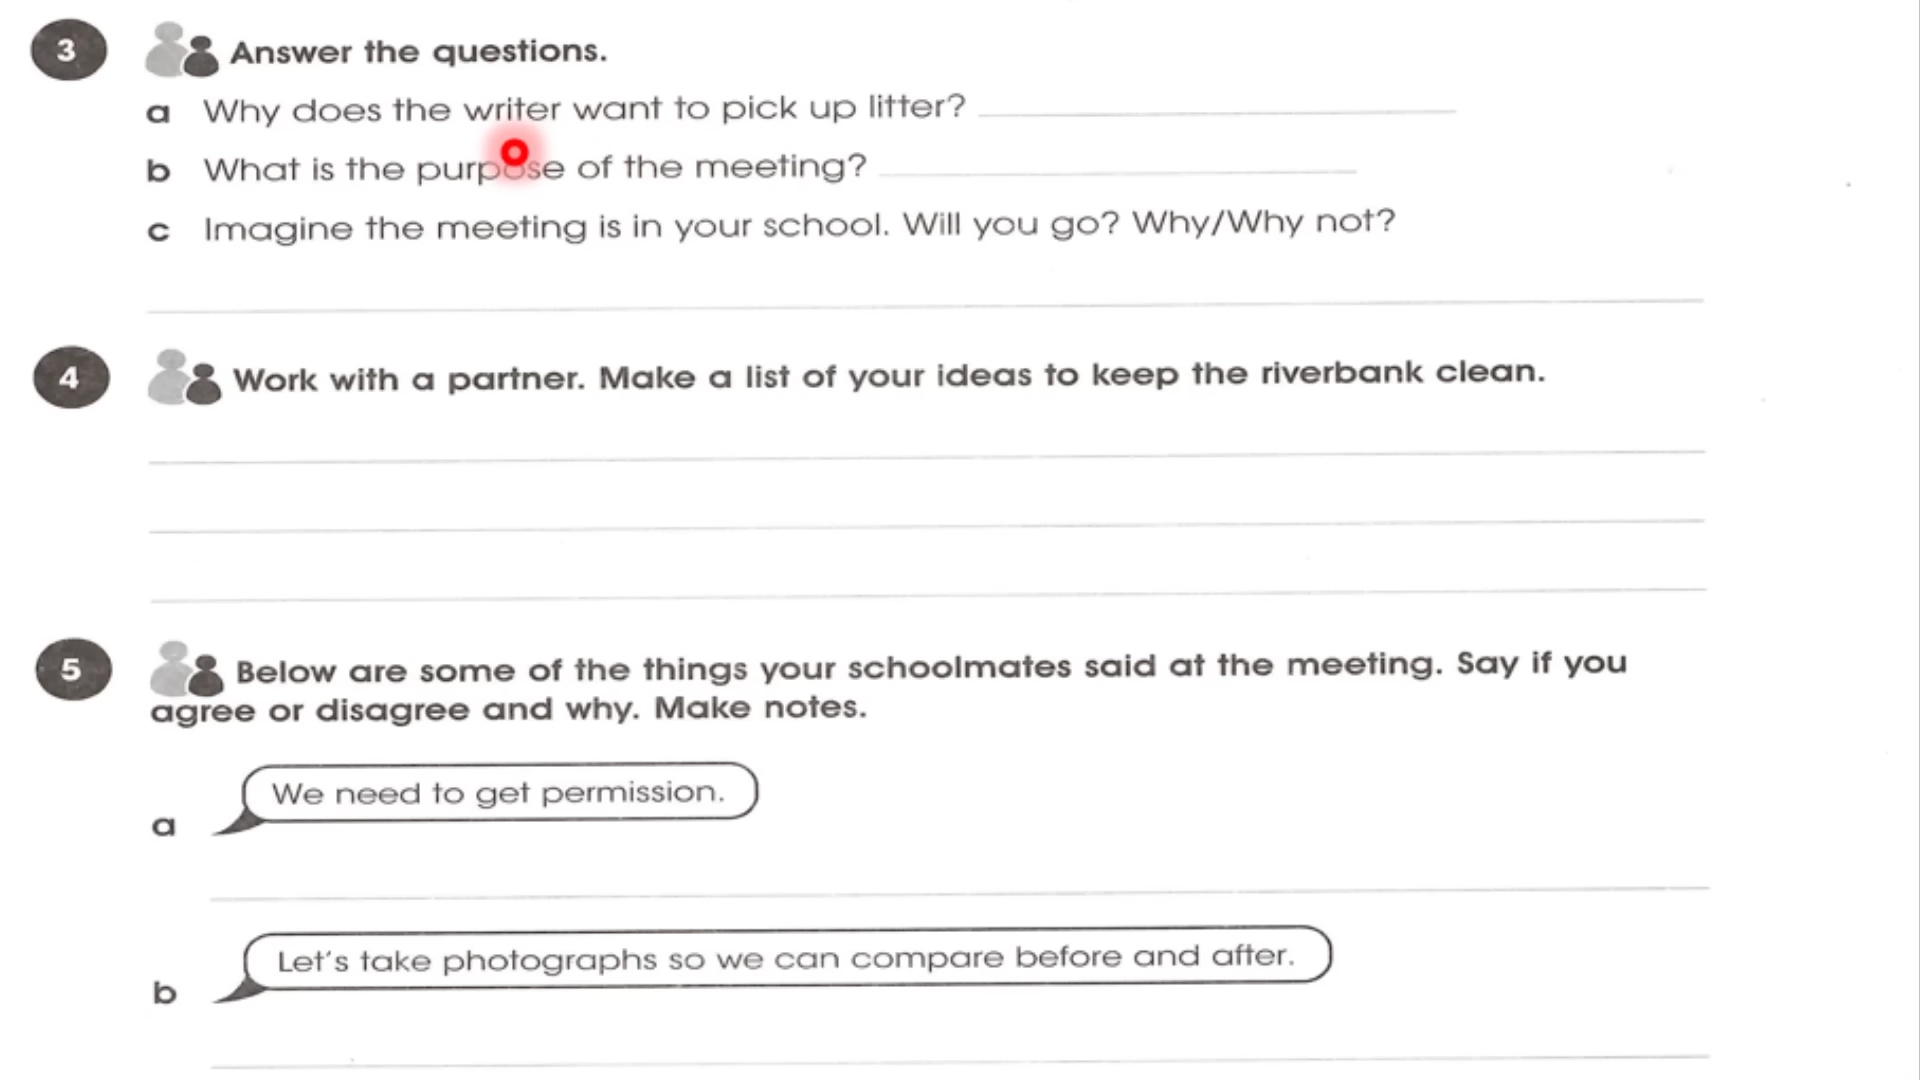 3 Answer the questions.
a Why does the writer want to pick up litter?
b What is the purpose of the meeting?
c Imagine the meeting is in your school. Will you go? Why/Why not?
4 Work with a partner. Make a list of your ideas to keep the riverbank clean.
5 Below are some of the things your schoolmates said at the meeting. Say if you
agree or disagree and why. Make notes.
We need to get permission.
a
Let's take photographs so we can compare before and after.
b